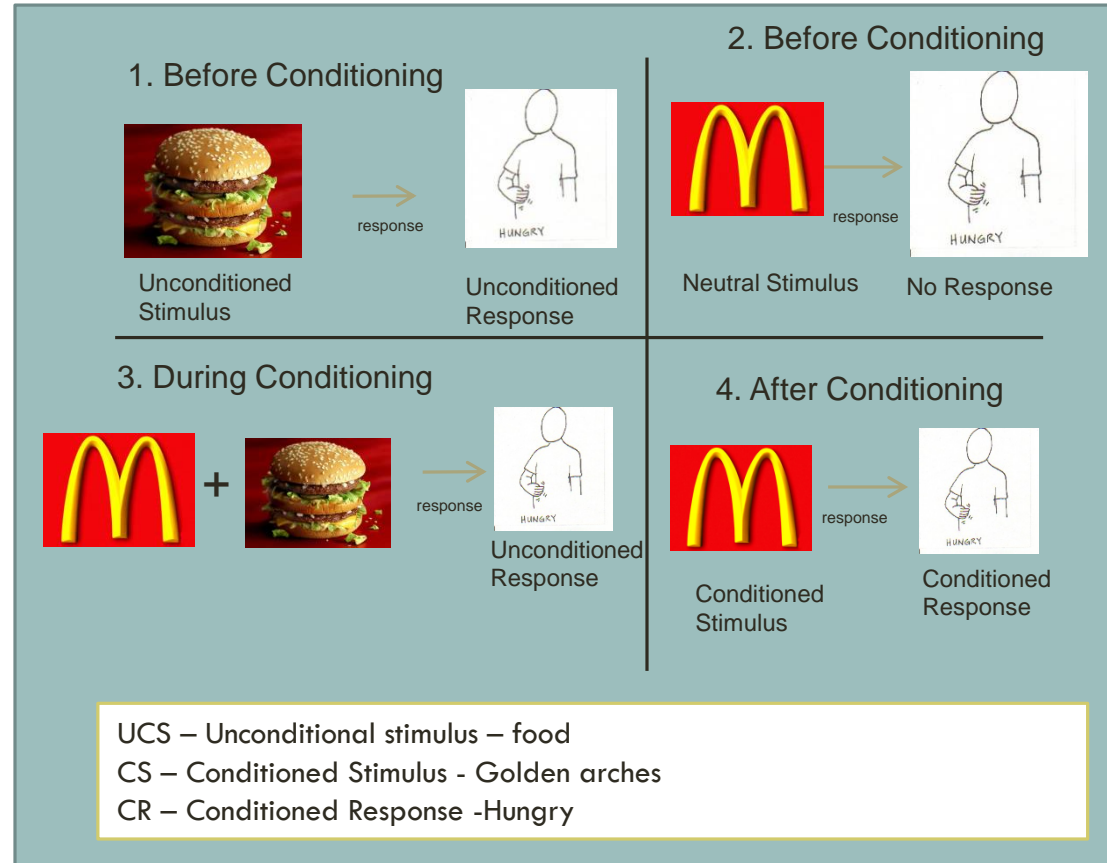 1. Before Conditioning
HUNGRY
response
Unconditioned
Stimulus
Unconditioned
Response
2. Before Conditioning
HUNGRY
response
Neutral Stimulus
No Response
3. During Conditioning
+
HUNGRY
response
Unconditioned
Response
4. After Conditioning
HUNGRY
response
Conditioned
Stimulus
Conditioned
Response
UCS – Unconditional stimulus – food
CS – Conditioned Stimulus - Golden arches
CR – Conditioned Response -Hungry